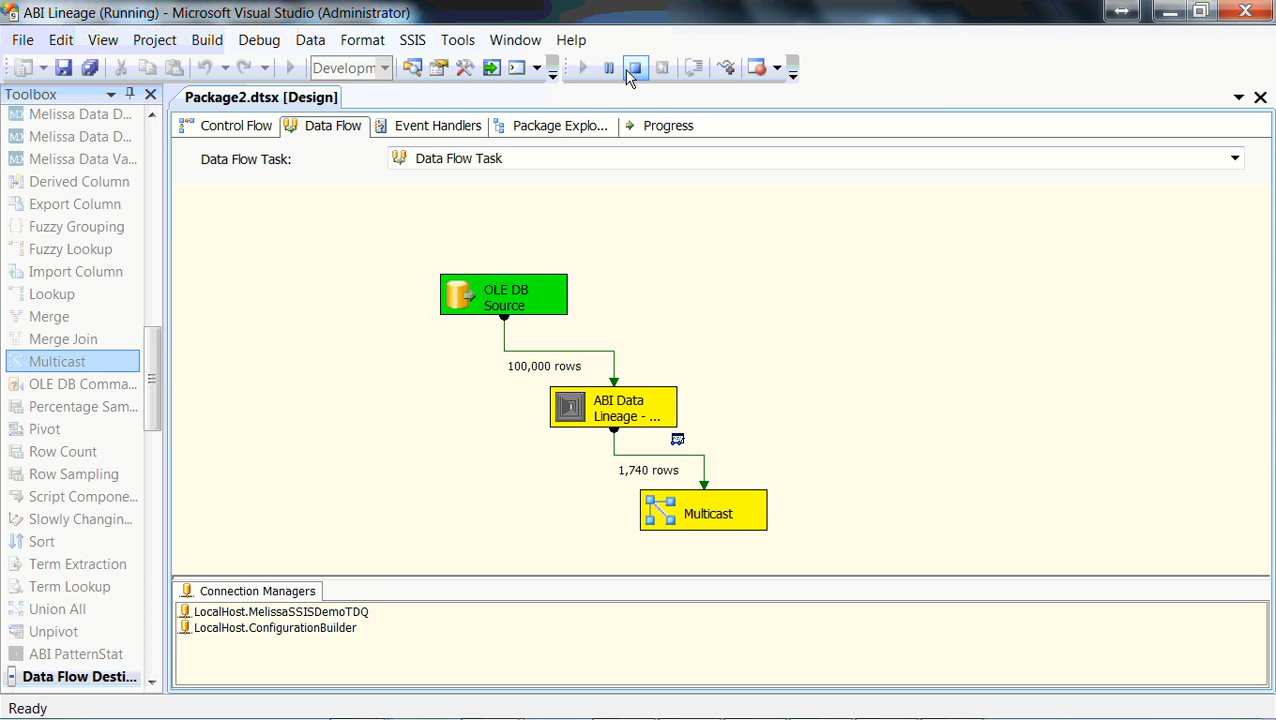 ABI Lineage (Running) - Microsoft Visual Studio (Administrator)
File Edit View Project Build Debug Data Format SSIS Tools Window Help
Developm
Toolbox
Package2.dtsx [Design]
Melissa Data D...
Melissa Data D...
Melissa Data Va...
Derived Column
Export Column
Fuzzy Grouping
Fuzzy Lookup
Import Column
Lookup
Merge
Merge Join
Multicast
OLE DB Comma...
Percentage Sam...
Pivot
Row Count
Row Sampling
Script Compone...
Slowly Changin...
Sort
Term Extraction
Term Lookup
Union All
Unpivot
ABI PatternStat
Data Flow Desti...
Control Flow Data Flow Event Handlers Package Explo... Progress
Data Flow Task: Data Flow Task
OLE DB
Source
100,000 rows
ABI Data
Lineage - ...
1,740 rows
Multicast
Connection Managers
LocalHost.MelissaSSISDemoTDQ
LocalHost.ConfigurationBuilder
Ready